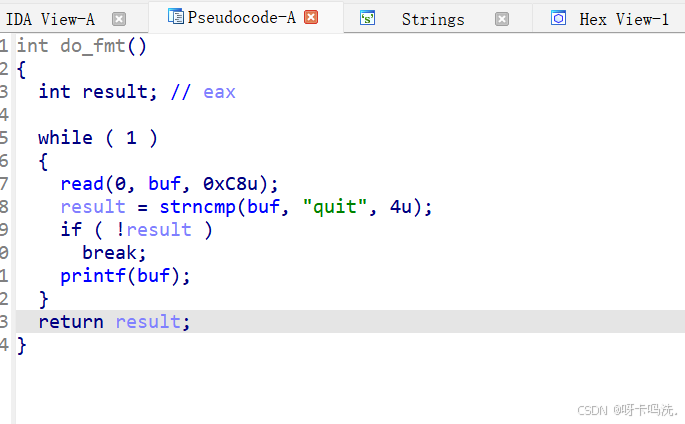 IDA View-A Pseudocode-A Strings Hex View-1
1 int do_fmt()
2 {
3 int result; // eax
4
5 while ( 1 )
6 {
7 read(0, buf, 0xC8u);
8 result = strncmp(buf, "quit", 4u);
9 if ( !result )
0 break;
1 printf(buf);
2 }
3 return result;
4 }
CSDN @呀卡吗洗.